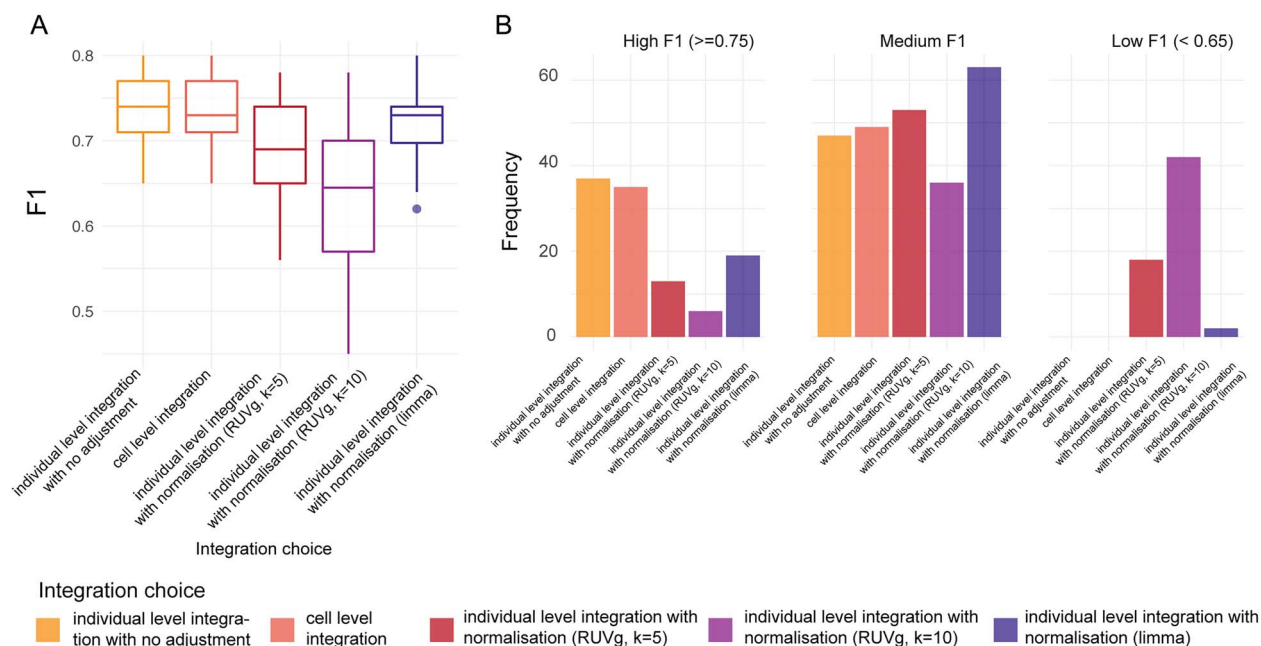 A
0.8
0.7
0.6
0.5
F1
individual level integration
with no adjustment
cell level integration
individual level integration
with normalisation (RUVg, k=5)
individual level integration
with normalisation (RUVg, k=10)
individual level integration
with normalisation (limma)
Integration choice
B
High F1 (>=0.75)
Medium F1
Low F1 (< 0.65)
60
40
20
0
Frequency
individual level integration
with no adjustment
cell level integration
individual level integration
with normalisation (RUVg, k=5)
individual level integration
with normalisation (RUVg, k=10)
individual level integration
with normalisation (limma)
individual level integration
with no adjustment
cell level integration
individual level integration
with normalisation (RUVg, k=5)
individual level integration
with normalisation (RUVg, k=10)
individual level integration
with normalisation (limma)
individual level integration
with no adjustment
cell level integration
individual level integration
with normalisation (RUVg, k=5)
individual level integration
with normalisation (RUVg, k=10)
individual level integration
with normalisation (limma)
Integration choice
individual level integra-
tion with no adjustment
cell level
integration
individual level integration with
normalisation (RUVg, k=5)
individual level integration with
normalisation (RUVg, k=10)
individual level integration with
normalisation (limma)